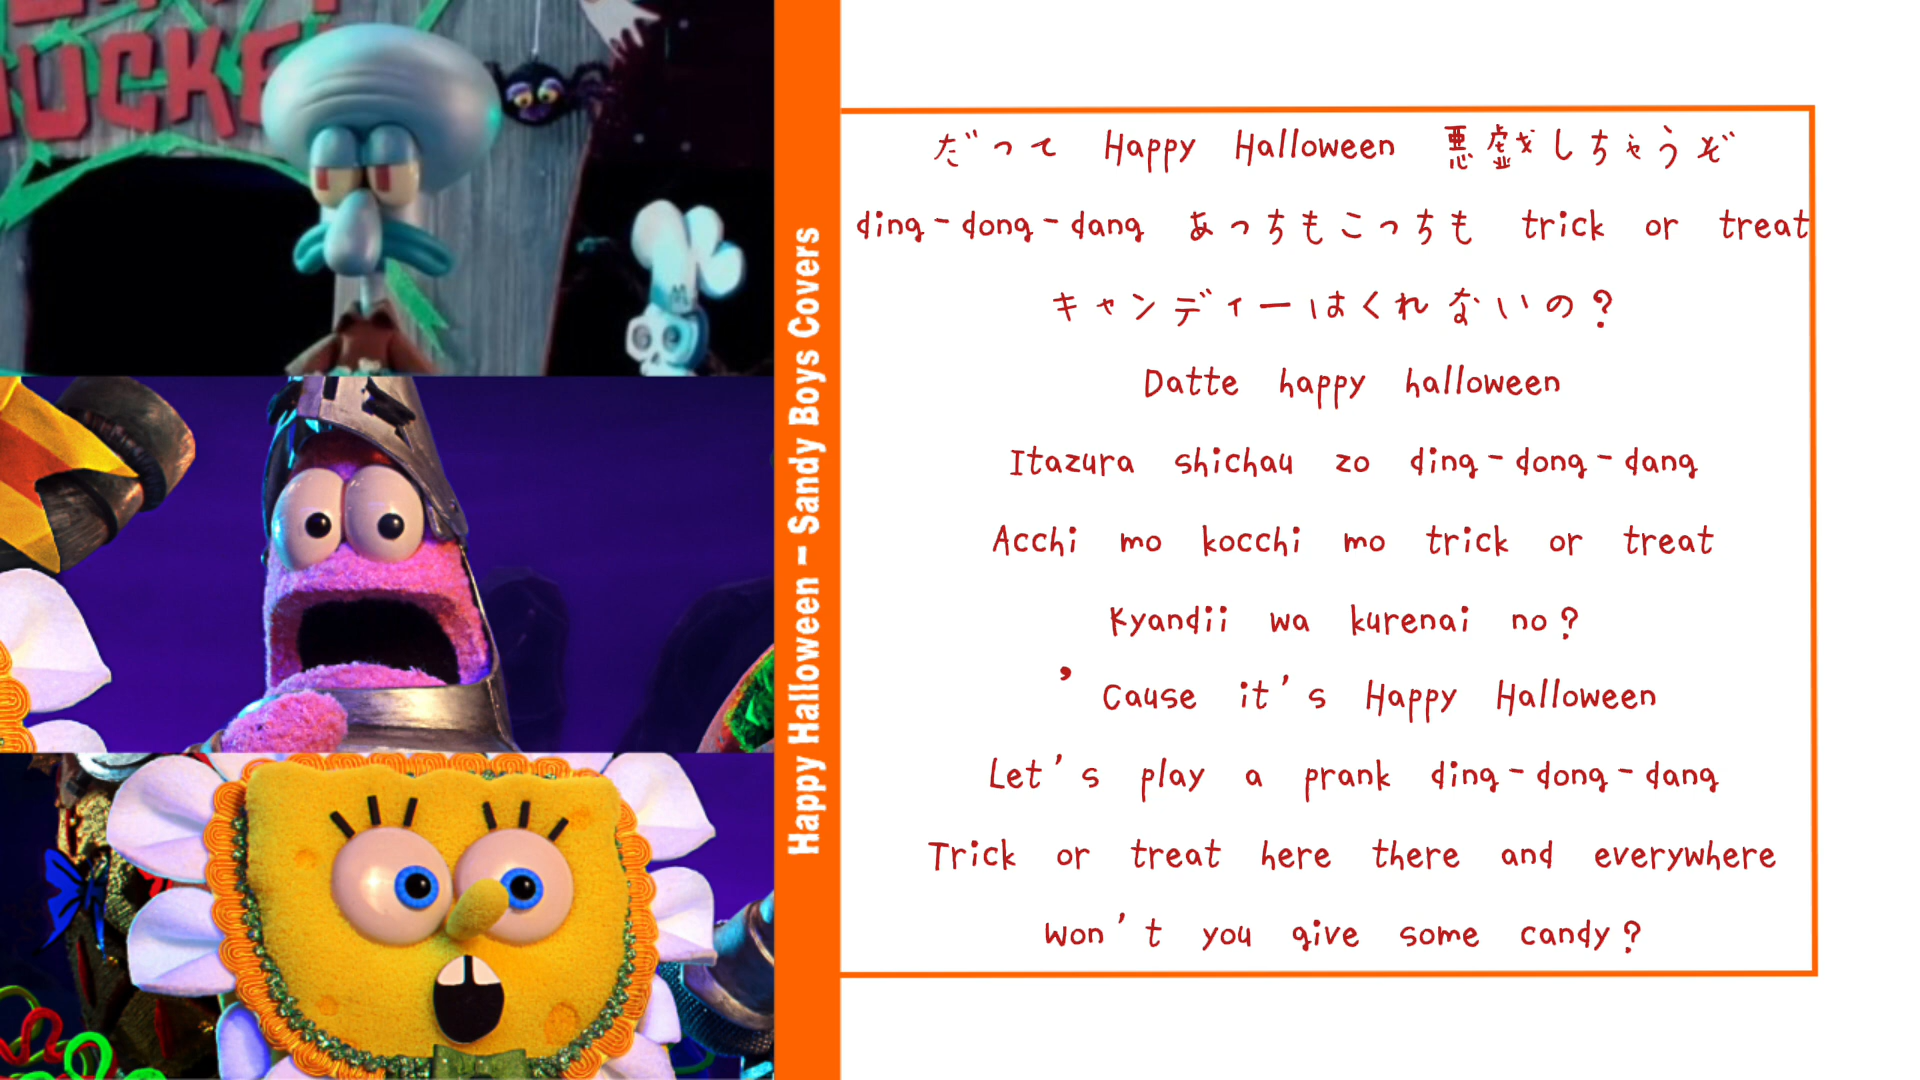 Happy Halloween - Sandy Boys Covers
だって Happy Halloween 悪戯しちゃうぞ
ding-dong-dang あっちもこっちも trick or treat
キャンディーはくれないの?
Datte happy halloween
Itazura shichau zo ding-dong-dang
Acchi mo kocchi mo trick or treat
Kyandii wa kurenai no?
'Cause it's Happy Halloween
Let's play a prank ding-dong-dang
Trick or treat here there and everywhere
Won't you give some candy?